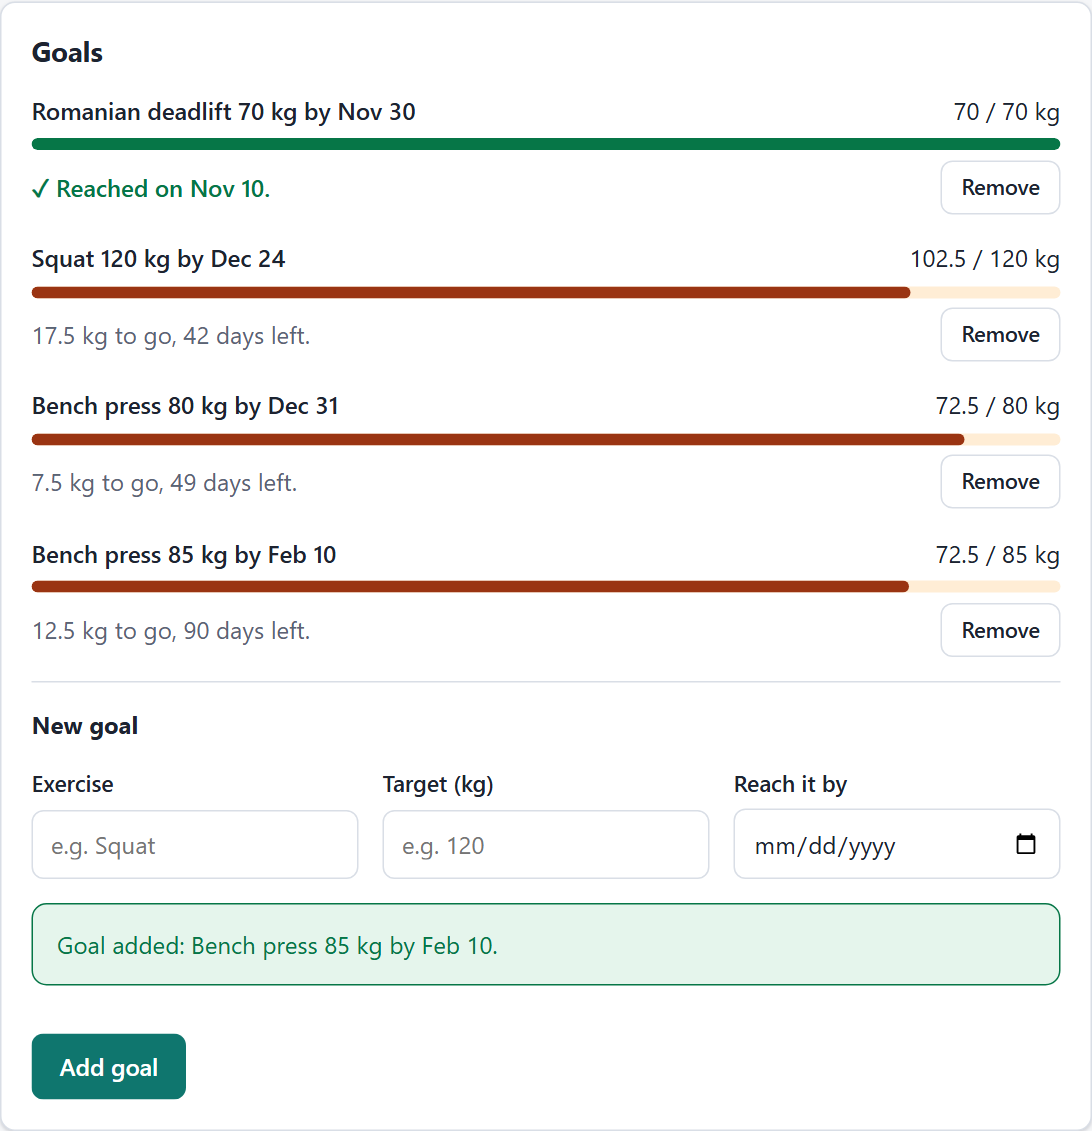 Goals
Romanian deadlift 70 kg by Nov 30 70 / 70 kg
✓ Reached on Nov 10. Remove
Squat 120 kg by Dec 24 102.5 / 120 kg
17.5 kg to go, 42 days left. Remove
Bench press 80 kg by Dec 31 72.5 / 80 kg
7.5 kg to go, 49 days left. Remove
Bench press 85 kg by Feb 10 72.5 / 85 kg
12.5 kg to go, 90 days left. Remove
New goal
Exercise Target (kg) Reach it by
e.g. Squat e.g. 120 mm/dd/yyyy
Goal added: Bench press 85 kg by Feb 10.
Add goal